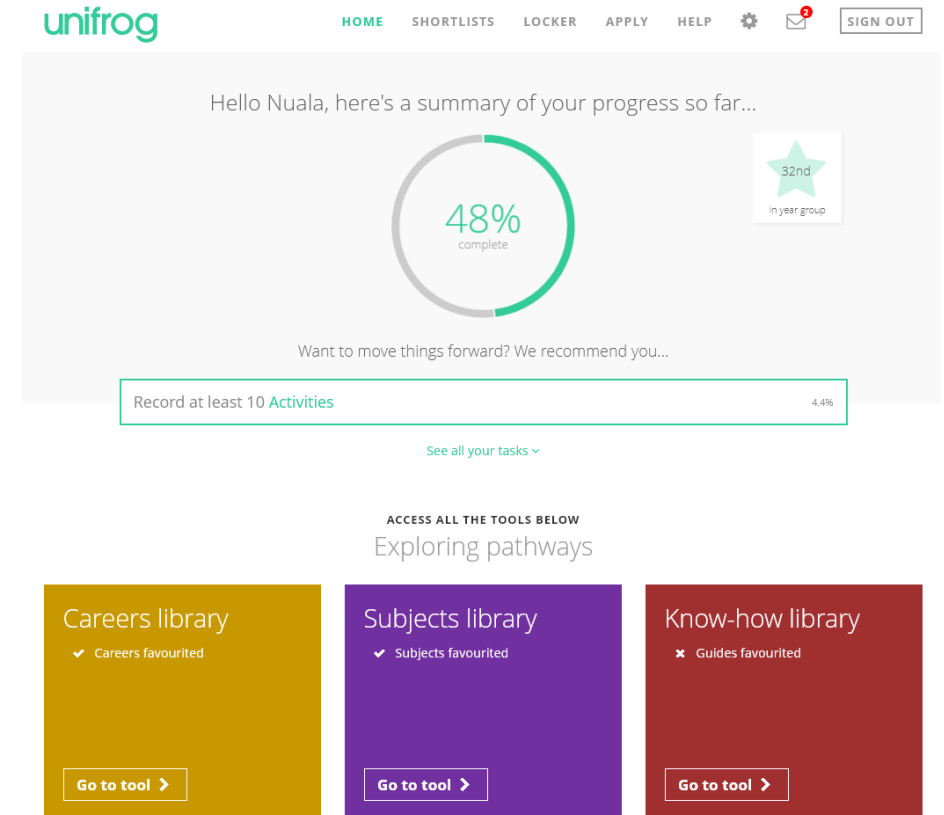 unifrog
HOME SHORTLISTS LOCKER APPLY HELP 2 SIGN OUT
Hello Nuala, here's a summary of your progress so far...
48%
complete
32nd
in year group
Want to move things forward? We recommend you...
Record at least 10 Activities 4.4%
See all your tasks
ACCESS ALL THE TOOLS BELOW
Exploring pathways
Careers library
Careers favourited
Go to tool
Subjects library
Subjects favourited
Go to tool
Know-how library
Guides favourited
Go to tool